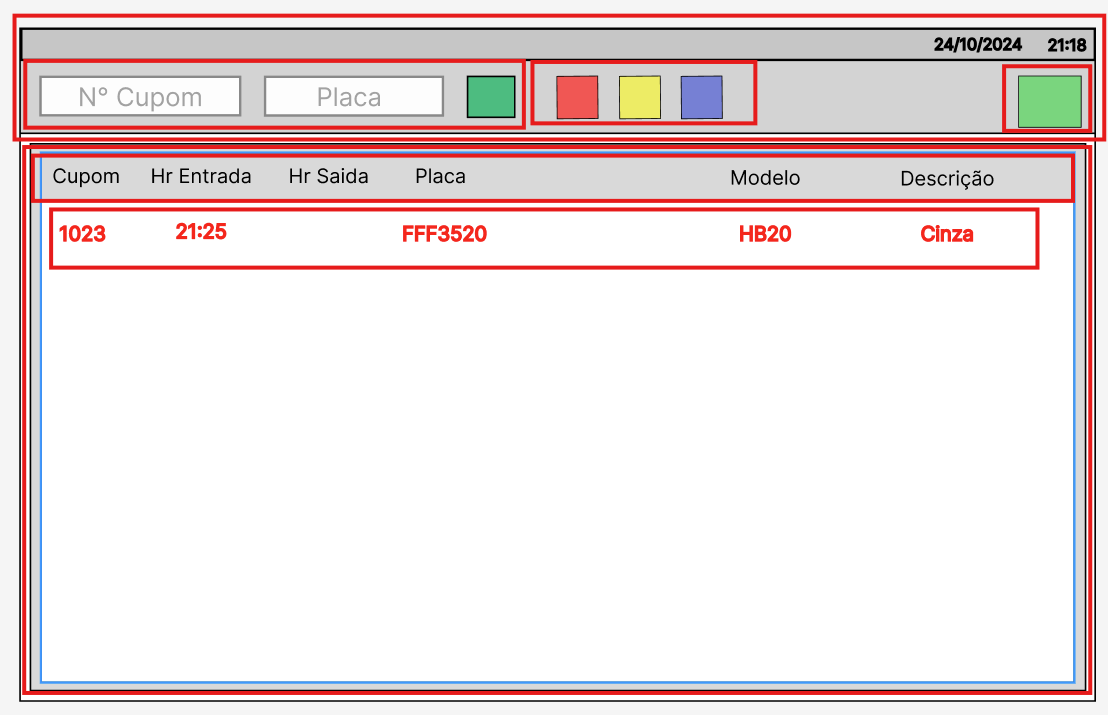 24/10/2024 21:18
N° Cupom Placa
Cupom Hr Entrada Hr Saida Placa Modelo Descrição
1023 21:25 FFF3520 HB20 Cinza